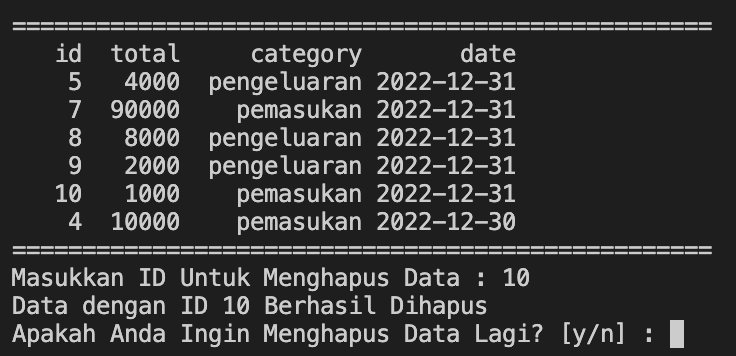 ==================================================
id total category date
5 4000 pengeluaran 2022-12-31
7 90000 pemasukan 2022-12-31
8 8000 pengeluaran 2022-12-31
9 2000 pengeluaran 2022-12-31
10 1000 pemasukan 2022-12-31
4 10000 pemasukan 2022-12-30
==================================================
Masukkan ID Untuk Menghapus Data : 10
Data dengan ID 10 Berhasil Dihapus
Apakah Anda Ingin Menghapus Data Lagi? [y/n] :